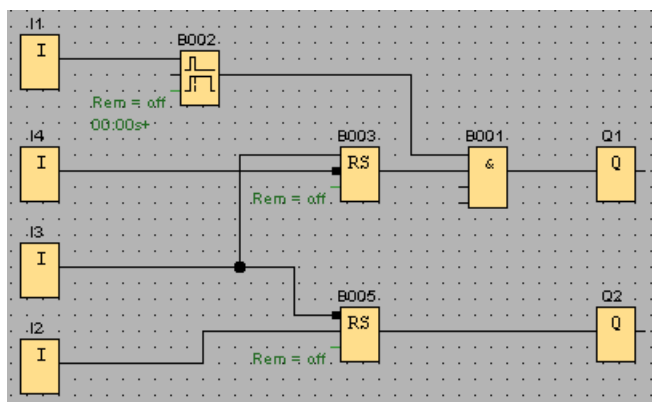 I1
I
B002
Rem = off
00:00s+
I4
I
B003
RS
Rem = off
B001
&
Q1
Q
I3
I
B005
RS
Rem = off
Q2
Q
I2
I